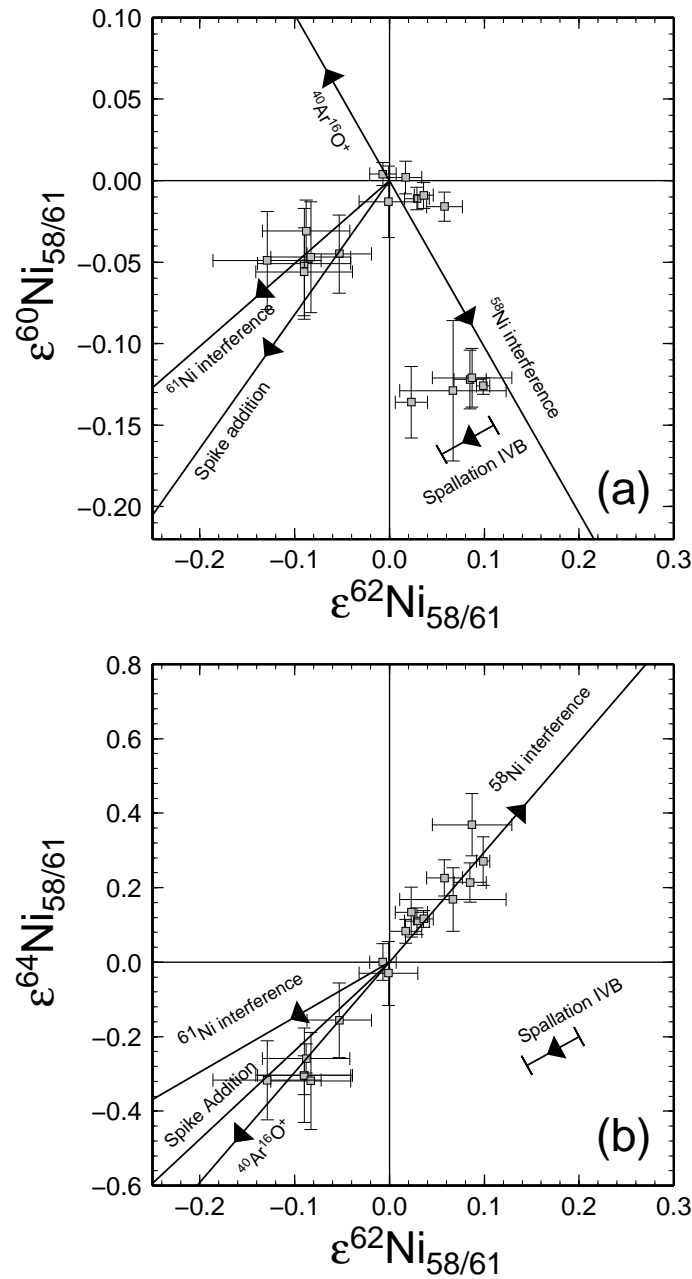 0.10
0.05
0.00
−0.05
−0.10
−0.15
−0.20
ε⁶⁰Ni₅₈/₆₁
⁴⁰Ar¹⁶O⁺
⁶¹Ni interference
Spike addition
⁵⁸Ni interference
Spallation IVB
(a)
−0.2 −0.1 0.0 0.1 0.2 0.3
ε⁶²Ni₅₈/₆₁
0.8
0.6
0.4
0.2
0.0
−0.2
−0.4
−0.6
ε⁶⁴Ni₅₈/₆₁
⁵⁸Ni interference
⁶¹Ni interference
Spike Addition
⁴⁰Ar¹⁶O⁺
Spallation IVB
(b)
−0.2 −0.1 0.0 0.1 0.2 0.3
ε⁶²Ni₅₈/₆₁